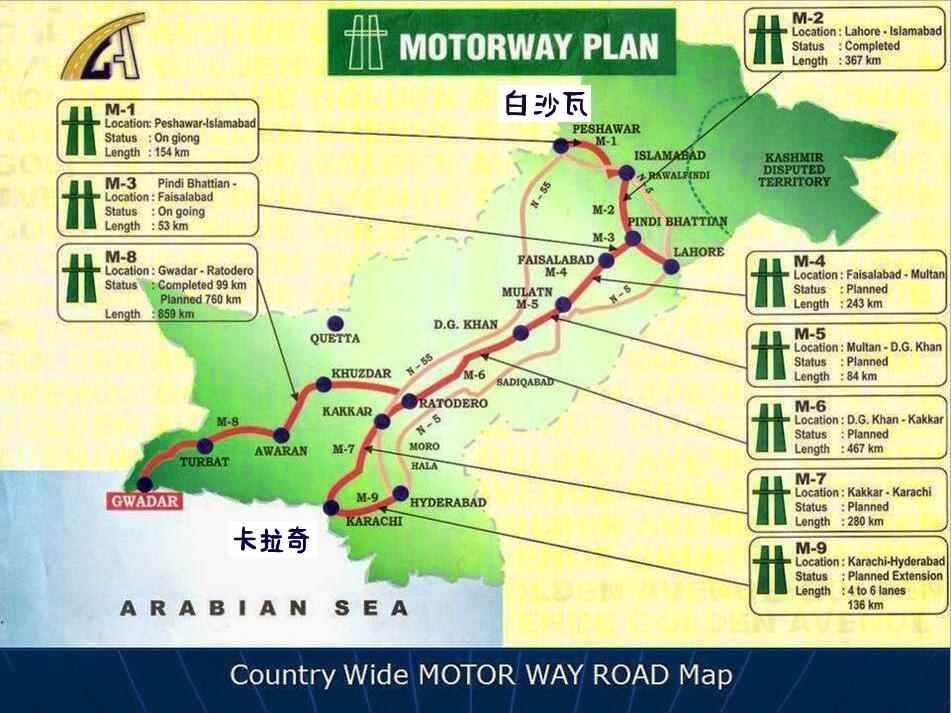 MOTORWAY PLAN
M-2
Location : Lahore - Islamabad
Status : Completed
Length : 367 km
白沙瓦
M-1
Location: Peshawar-Islamabad
Status : On giong
Length : 154 km
M-3
Pindi Bhattian -
Location : Faisalabad
Status : On going
Length : 53 km
M-8
Location : Gwadar - Ratodero
Status : Completed 99 km
Planned 760 km
Length : 859 km
M-4
Location : Faisalabad - Multan
Status : Planned
Length : 243 km
M-5
Location : Multan - D.G. Khan
Status : Planned
Length : 84 km
M-6
Location : D.G. Khan - Kakkar
Status : Planned
Length : 467 km
M-7
Location : Kakkar - Karachi
Status : Planned
Length : 280 km
M-9
Location : Karachi-Hyderabad
Status : Planned Extension
Length : 4 to 6 lanes
136 km
PESHAWAR
M-1
ISLAMABAD
RAWALPINDI
N-5
N-55
KASHMIR
DISPUTED
TERRITORY
M-2
PINDI BHATTIAN
M-3
LAHORE
FAISALABAD
M-4
MULATN
M-5
N-5
D.G. KHAN
QUETTA
N-55
M-6
SADIQABAD
KHUZDAR
RATODERO
KAKKAR
N-5
M-8
AWARAN
TURBAT
M-7
MORO
HALA
GWADAR
M-9
HYDERABAD
KARACHI
卡拉奇
ARABIAN SEA
Country Wide MOTOR WAY ROAD Map